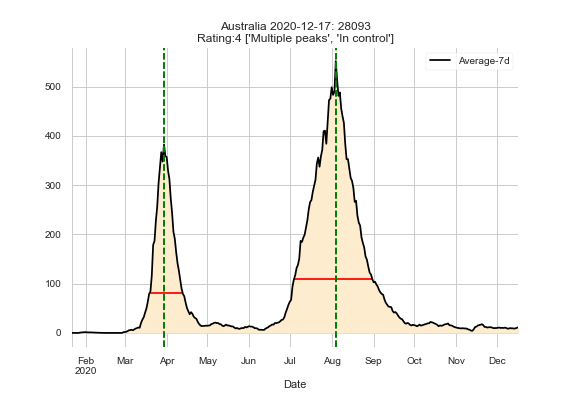 Australia 2020-12-17: 28093
Rating:4 ['Multiple peaks', 'In control']
Average-7d
500
400
300
200
100
0
Feb Mar Apr May Jun Jul Aug Sep Oct Nov Dec
2020
Date